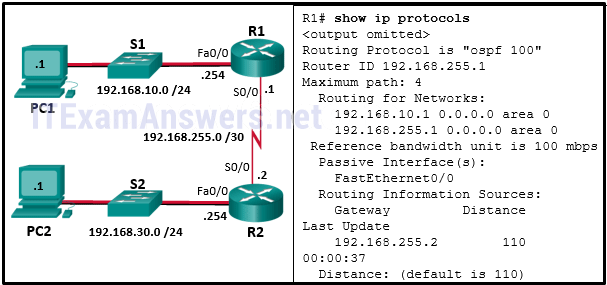 S1
Fa0/0
R1
.1
.254
PC1
192.168.10.0 /24
S0/0
.1
ITExamAnswers.net
192.168.255.0 /30
S0/0
.2
.1
S2
Fa0/0
.254
PC2
192.168.30.0 /24
R2
R1# show ip protocols
<output omitted>
Routing Protocol is "ospf 100"
Router ID 192.168.255.1
Maximum path: 4
Routing for Networks:
192.168.10.1 0.0.0.0 area 0
192.168.255.1 0.0.0.0 area 0
Reference bandwidth unit is 100 mbps
Passive Interface(s):
FastEthernet0/0
Routing Information Sources:
Gateway Distance
Last Update
192.168.255.2 110
00:00:37
Distance: (default is 110)